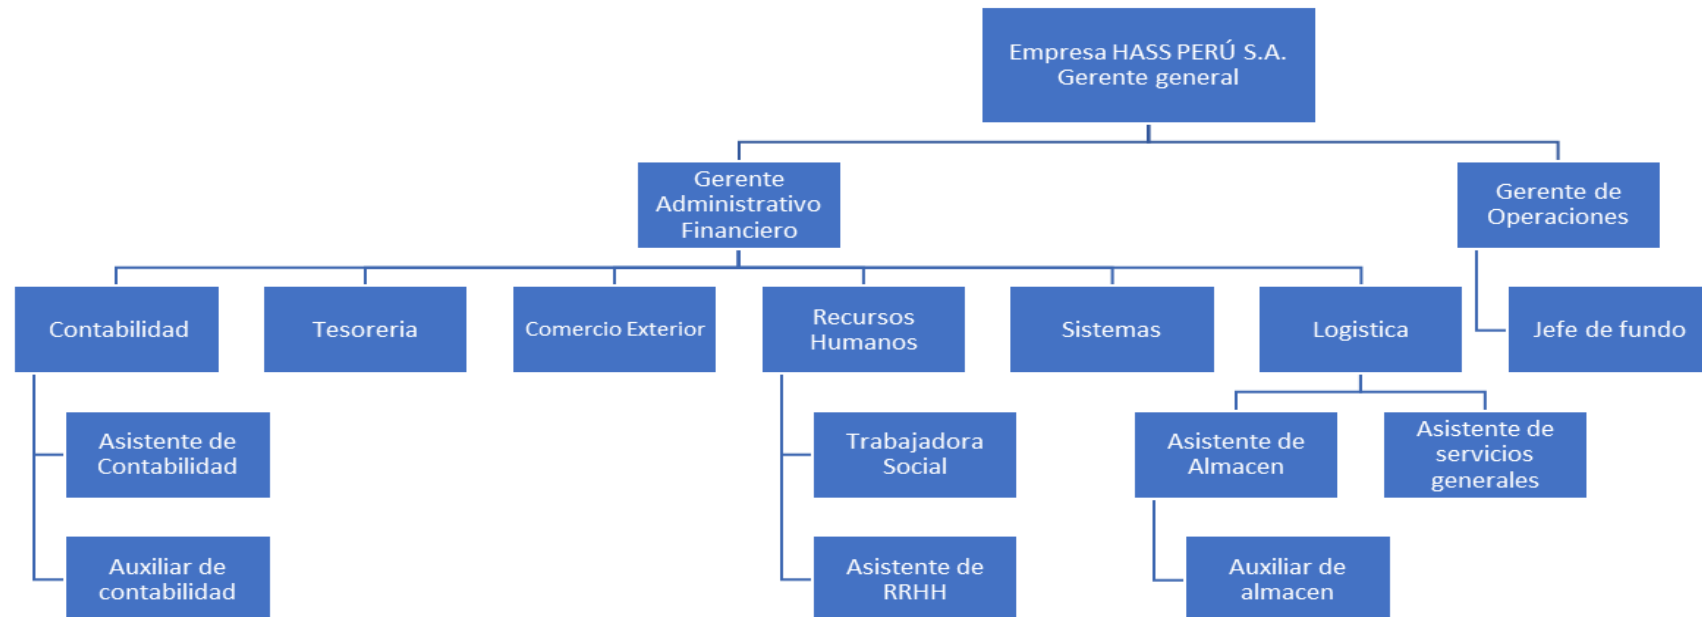 Empresa HASS PERÚ S.A.
Gerente general
Gerente
Administrativo
Financiero
Gerente de
Operaciones
Contabilidad
Tesoreria
Comercio Exterior
Recursos
Humanos
Sistemas
Logistica
Jefe de fundo
Asistente de
Contabilidad
Trabajadora
Social
Asistente de
Almacen
Asistente de
servicios
generales
Auxiliar de
contabilidad
Asistente de
RRHH
Auxiliar de
almacen